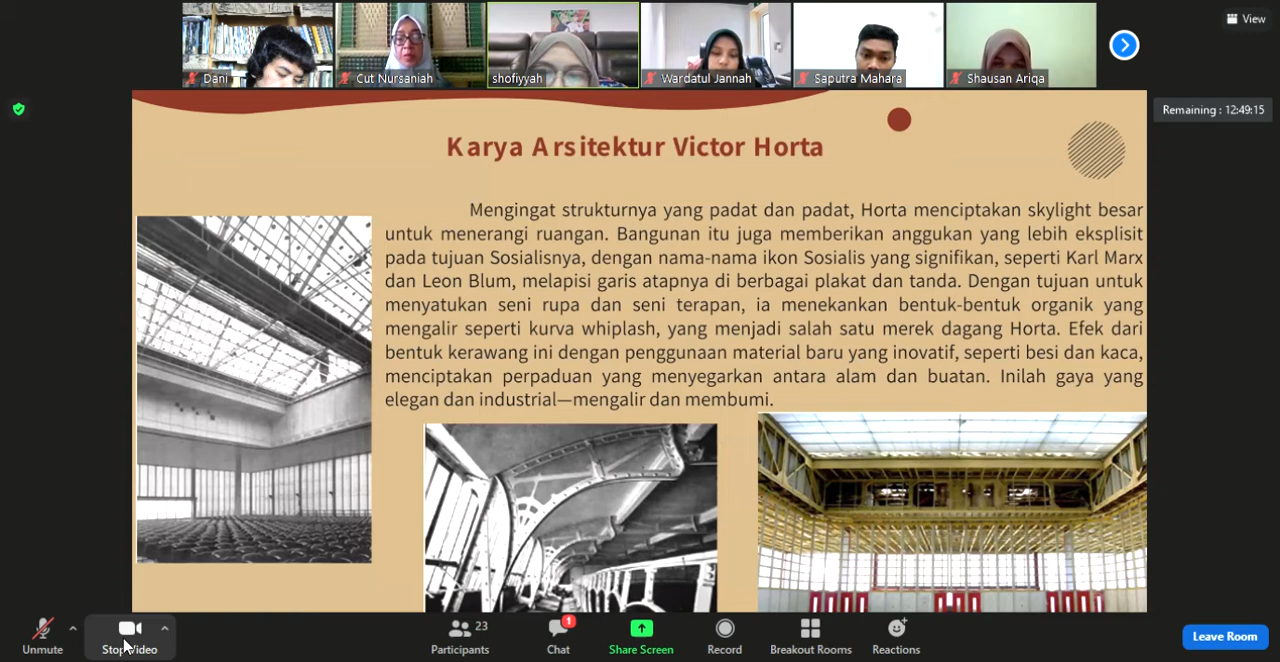 View
Dani
Cut Nursaniah
shofiyyah
Wardatul Jannah
Saputra Mahara
Shausan Ariqa
Remaining : 12:49:15
Karya Arsitektur Victor Horta
Mengingat strukturnya yang padat dan padat, Horta menciptakan skylight besar
untuk menerangi ruangan. Bangunan itu juga memberikan anggukan yang lebih eksplisit
pada tujuan Sosialisnya, dengan nama-nama ikon Sosialis yang signifikan, seperti Karl Marx
dan Leon Blum, melapisi garis atapnya di berbagai plakat dan tanda. Dengan tujuan untuk
menyatukan seni rupa dan seni terapan, ia menekankan bentuk-bentuk organik yang
mengalir seperti kurva whiplash, yang menjadi salah satu merek dagang Horta. Efek dari
bentuk kerawang ini dengan penggunaan material baru yang inovatif, seperti besi dan kaca,
menciptakan perpaduan yang menyegarkan antara alam dan buatan. Inilah gaya yang
elegan dan industrial—mengalir dan membumi.
Unmute
Stop Video
Participants
23
Chat
1
Share Screen
Record
Breakout Rooms
Reactions
Leave Room